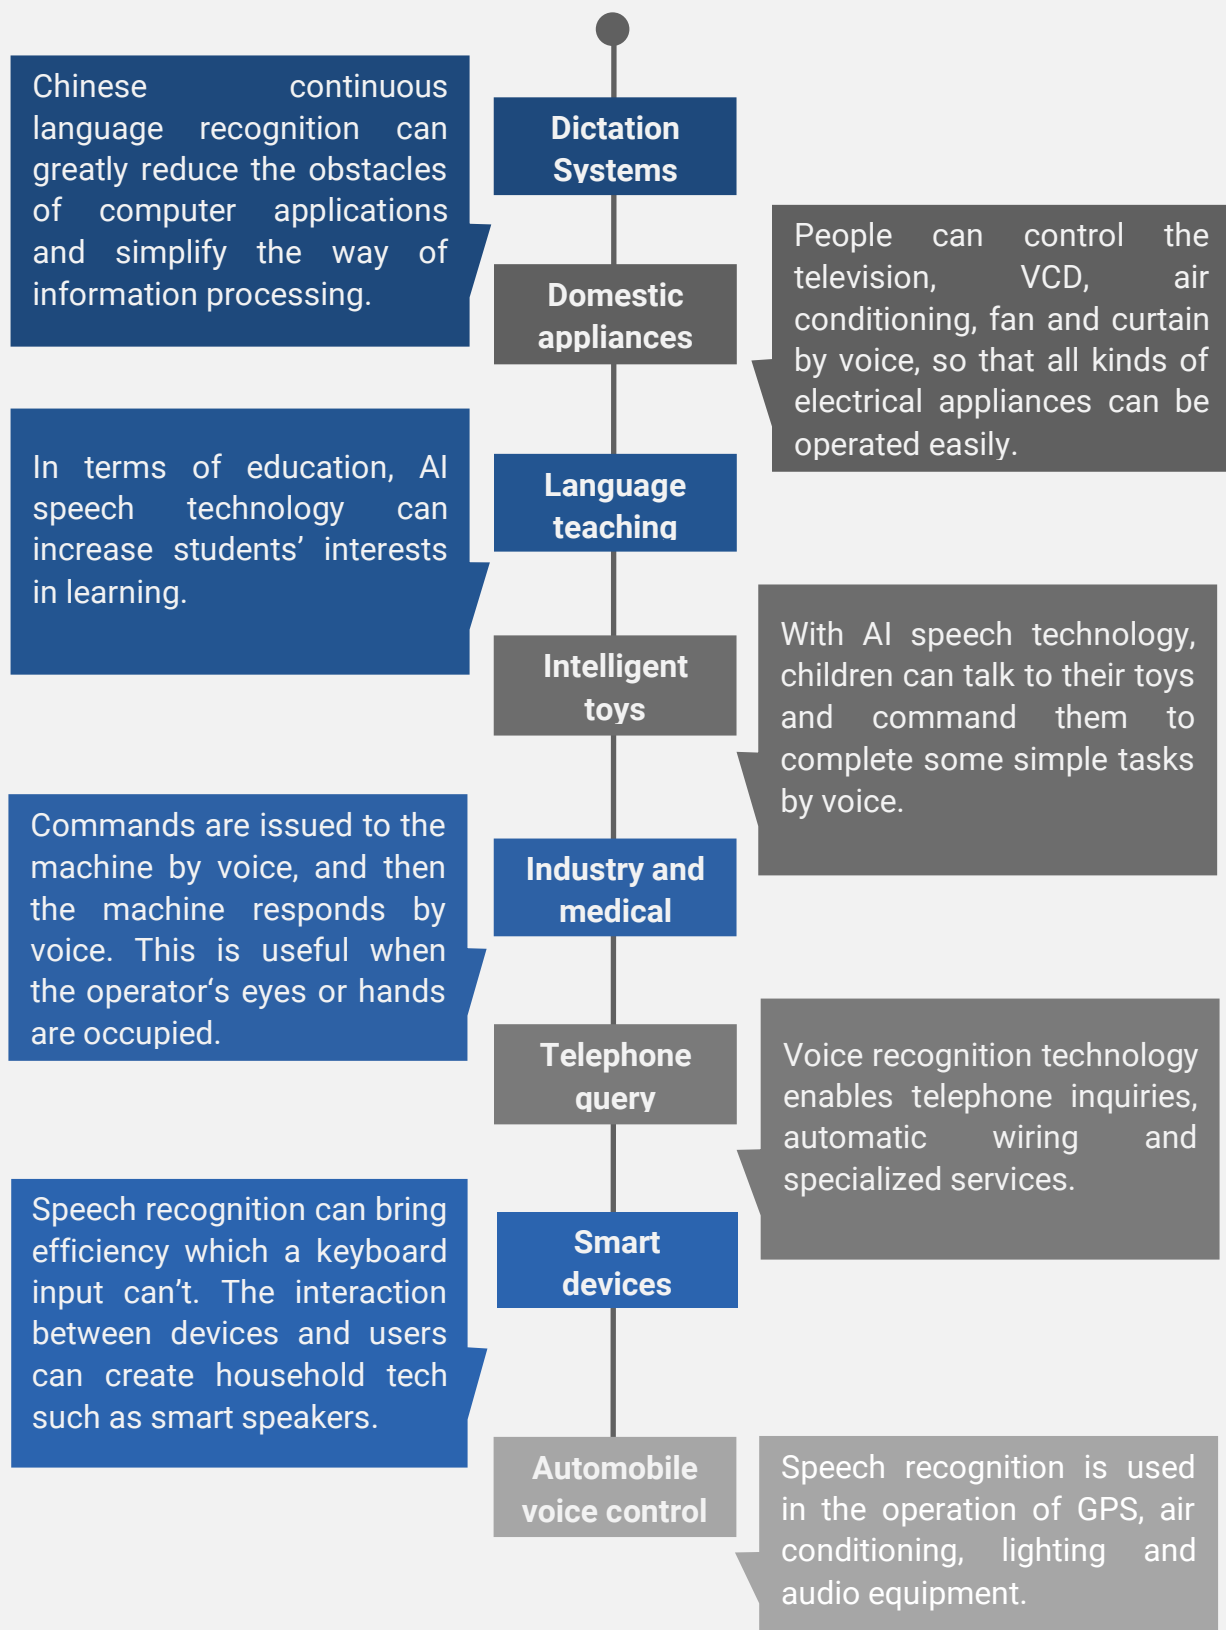 Dictation
Systems
Chinese continuous
language recognition can
greatly reduce the obstacles
of computer applications
and simplify the way of
information processing.
Domestic
appliances
People can control the
television, VCD, air
conditioning, fan and curtain
by voice, so that all kinds of
electrical appliances can be
operated easily.
Language
teaching
In terms of education, AI
speech technology can
increase students’ interests
in learning.
Intelligent
toys
With AI speech technology,
children can talk to their toys
and command them to
complete some simple tasks
by voice.
Industry and
medical
Commands are issued to the
machine by voice, and then
the machine responds by
voice. This is useful when
the operator‘s eyes or hands
are occupied.
Telephone
query
Voice recognition technology
enables telephone inquiries,
automatic wiring and
specialized services.
Smart
devices
Speech recognition can bring
efficiency which a keyboard
input can’t. The interaction
between devices and users
can create household tech
such as smart speakers.
Automobile
voice control
Speech recognition is used
in the operation of GPS, air
conditioning, lighting and
audio equipment.